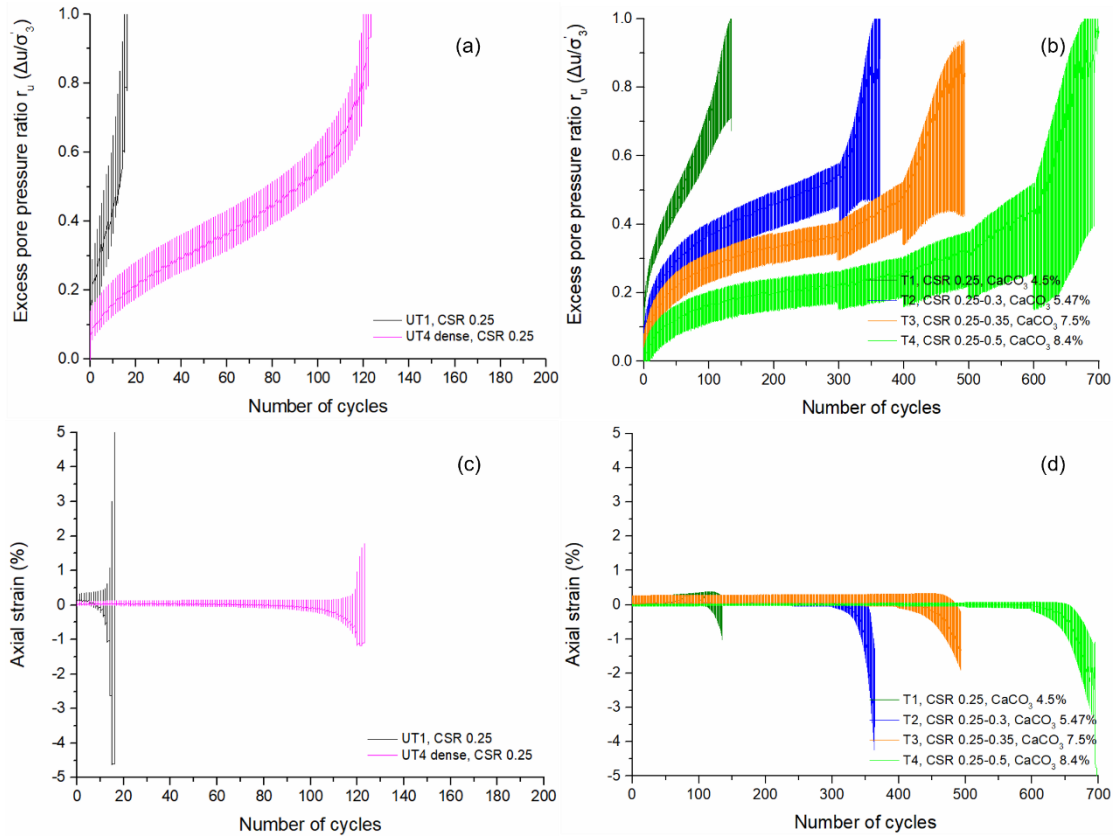 (a)
Excess pore pressure ratio r_u (Δu/σ'_3)
1.0
0.8
0.6
0.4
0.2
0.0
UT1, CSR 0.25
UT4 dense, CSR 0.25
0 20 40 60 80 100 120 140 160 180 200
Number of cycles
(b)
Excess pore pressure ratio r_u (Δu/σ'_3)
1.0
0.8
0.6
0.4
0.2
0.0
T1, CSR 0.25, CaCO_3 4.5%
T2, CSR 0.25-0.3, CaCO_3 5.47%
T3, CSR 0.25-0.35, CaCO_3 7.5%
T4, CSR 0.25-0.5, CaCO_3 8.4%
0 100 200 300 400 500 600 700
Number of cycles
(c)
Axial strain (%)
5
4
3
2
1
0
-1
-2
-3
-4
-5
UT1, CSR 0.25
UT4 dense, CSR 0.25
0 20 40 60 80 100 120 140 160 180 200
Number of cycles
(d)
Axial strain (%)
5
4
3
2
1
0
-1
-2
-3
-4
-5
T1, CSR 0.25, CaCO_3 4.5%
T2, CSR 0.25-0.3, CaCO_3 5.47%
T3, CSR 0.25-0.35, CaCO_3 7.5%
T4, CSR 0.25-0.5, CaCO_3 8.4%
0 100 200 300 400 500 600 700
Number of cycles